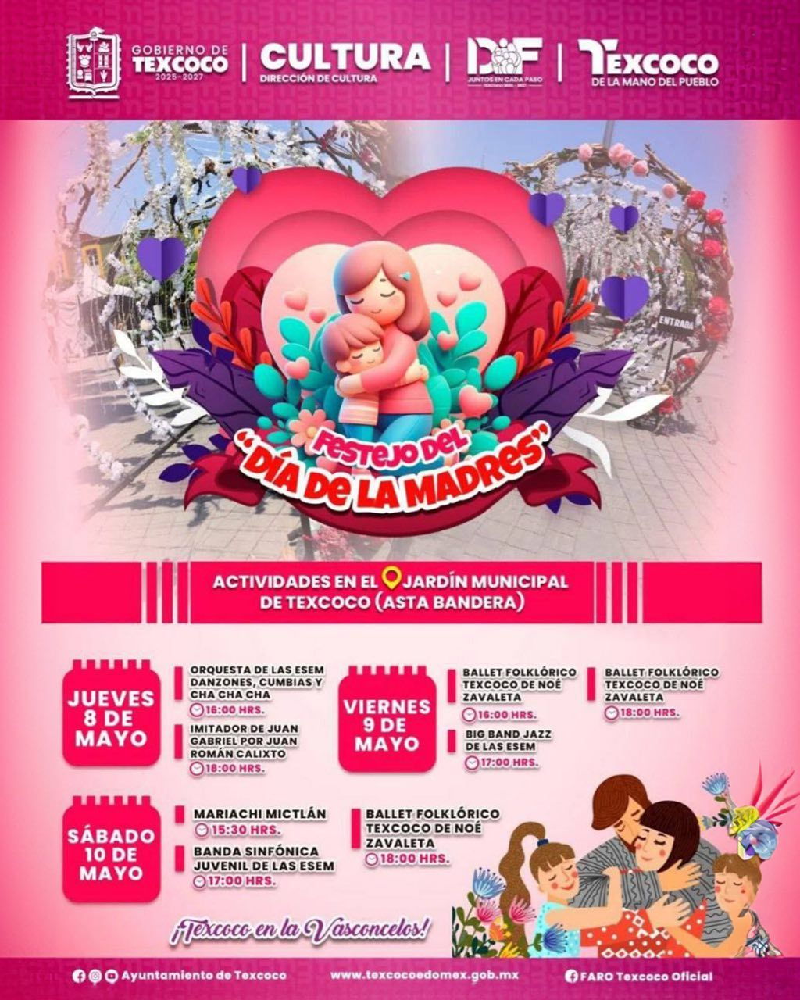 GOBIERNO DE
TEXCOCO
2025-2027
CULTURA
DIRECCIÓN DE CULTURA
DIF
JUNTOS EN CADA PASO
TEXCOCO 2025 - 2027
TEXCOCO
DE LA MANO DEL PUEBLO
ENTRADA
FESTEJO DEL
"DÍA DE LA MADRES"
ACTIVIDADES EN EL JARDÍN MUNICIPAL
DE TEXCOCO (ASTA BANDERA)
JUEVES
8 DE
MAYO
ORQUESTA DE LAS ESEM
DANZONES, CUMBIAS Y
CHA CHA CHA
16:00 HRS.
IMITADOR DE JUAN
GABRIEL POR JUAN
ROMÁN CALIXTO
18:00 HRS.
VIERNES
9 DE
MAYO
BALLET FOLKLÓRICO
TEXCOCO DE NOÉ
ZAVALETA
16:00 HRS.
BIG BAND JAZZ
DE LAS ESEM
17:00 HRS.
BALLET FOLKLÓRICO
TEXCOCO DE NOÉ
ZAVALETA
18:00 HRS.
SÁBADO
10 DE
MAYO
MARIACHI MICTLÁN
15:30 HRS.
BANDA SINFÓNICA
JUVENIL DE LAS ESEM
17:00 HRS.
BALLET FOLKLÓRICO
TEXCOCO DE NOÉ
ZAVALETA
18:00 HRS.
¡Texcoco en la Vasconcelos!
Ayuntamiento de Texcoco
www.texcocoedomex.gob.mx
FARO Texcoco Oficial